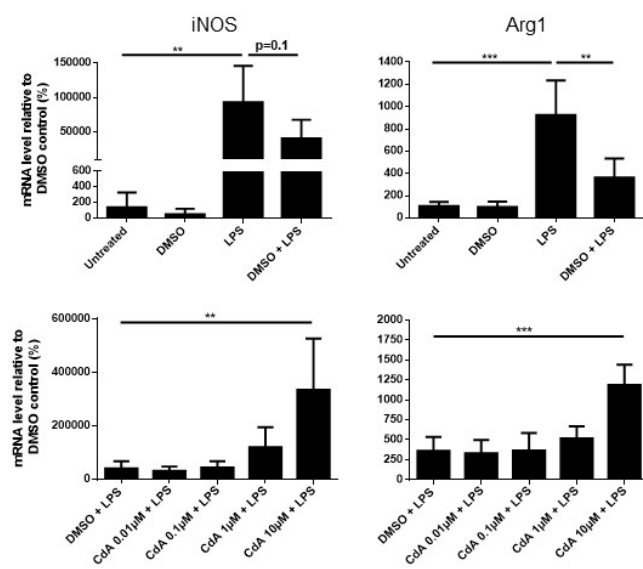 iNOS
Arg1
mRNA level relative to
DMSO control (%)
150000
100000
50000
600
400
200
0
**
p=0.1
Untreated
DMSO
LPS
DMSO + LPS
1400
1200
1000
800
600
400
200
0
***
**
Untreated
DMSO
LPS
DMSO + LPS
mRNA level relative to
DMSO control (%)
600000
400000
200000
0
**
DMSO + LPS
CdA 0.01µM + LPS
CdA 0.1µM + LPS
CdA 1µM + LPS
CdA 10µM + LPS
2000
1750
1500
1250
1000
750
500
250
0
***
DMSO + LPS
CdA 0.01µM + LPS
CdA 0.1µM + LPS
CdA 1µM + LPS
CdA 10µM + LPS